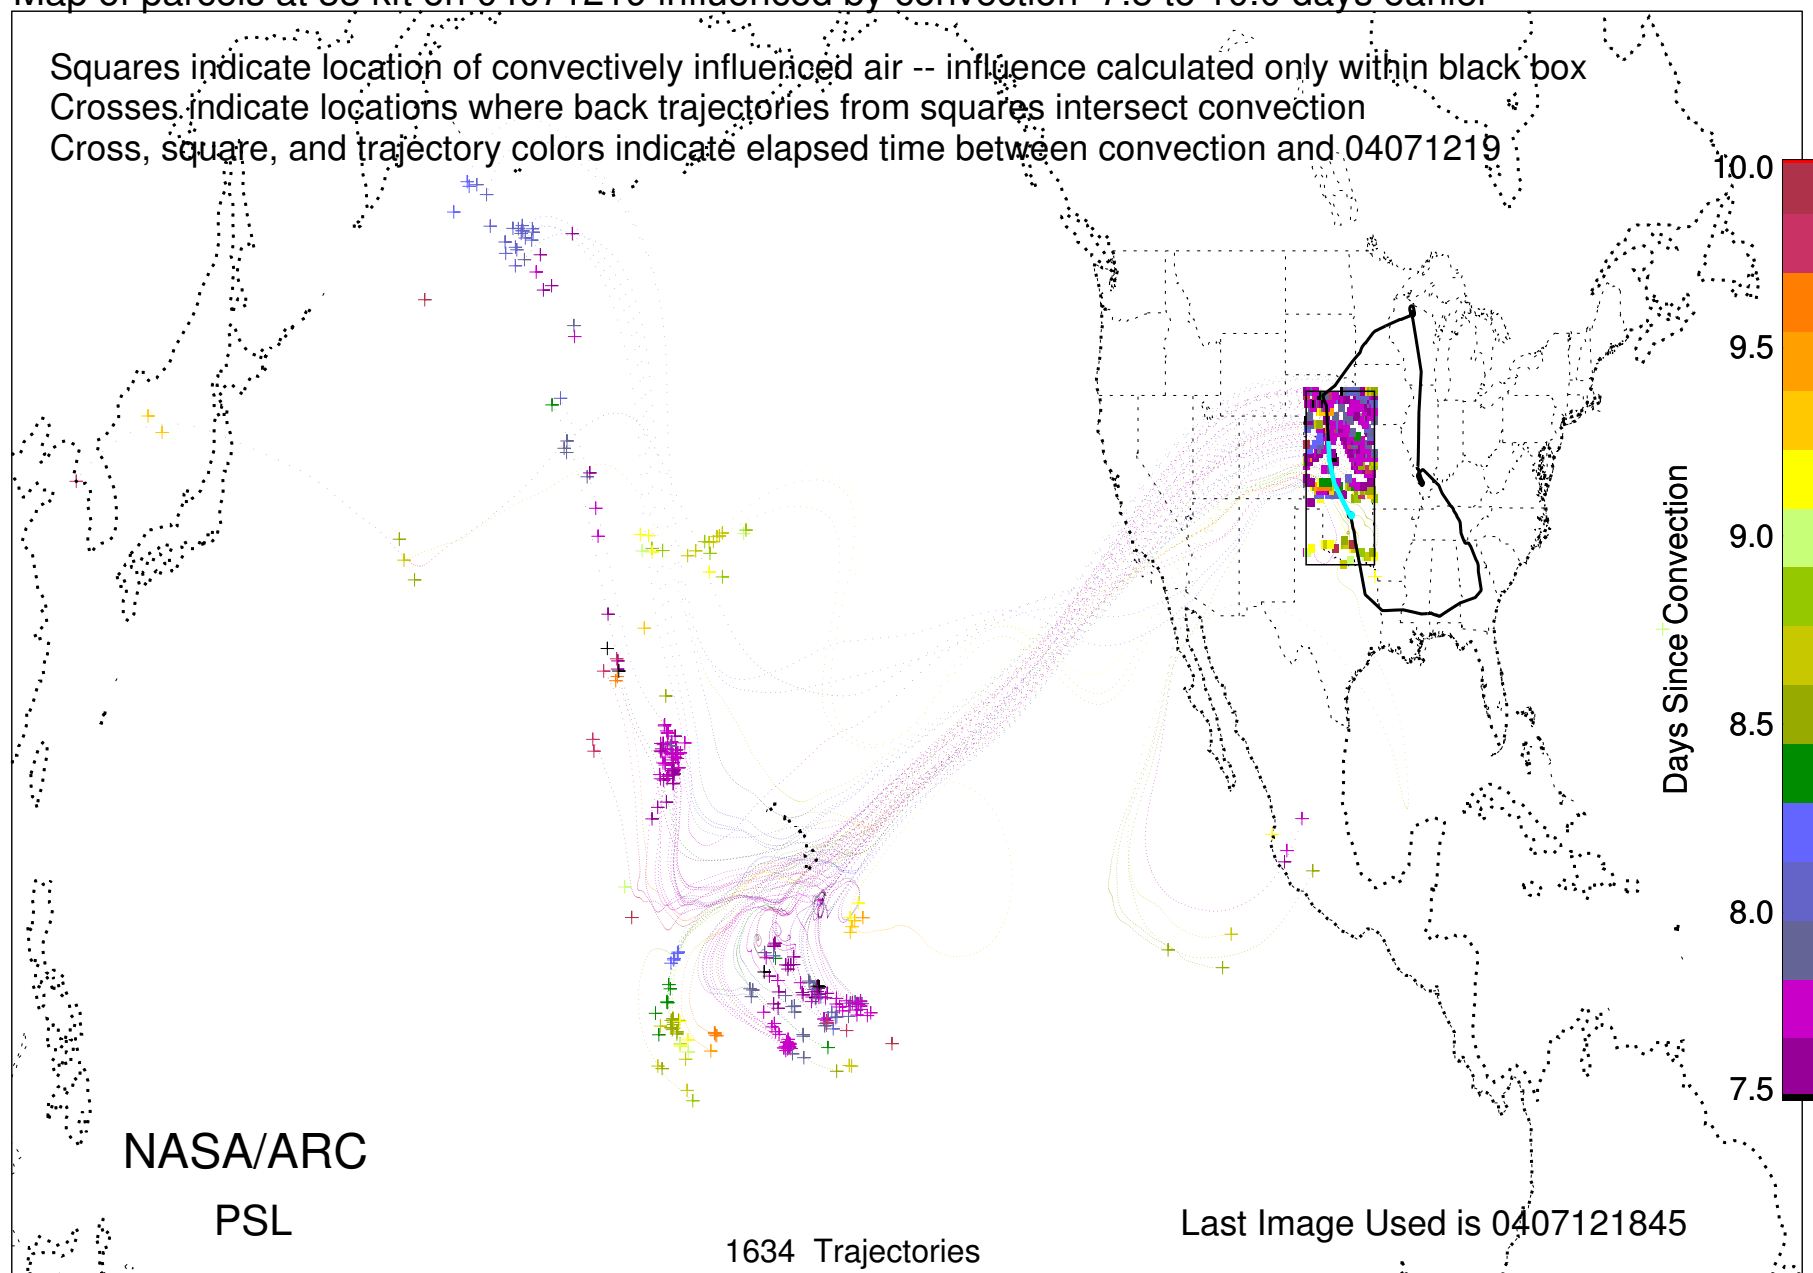 Squares indicate location of convectively influenced air -- influence calculated only within black box
Crosses indicate locations where back trajectories from squares intersect convection
Cross, square, and trajectory colors indicate elapsed time between convection and 04071219
10.0
9.5
9.0
8.5
8.0
7.5
Days Since Convection
NASA/ARC
PSL
1634 Trajectories
Last Image Used is 0407121845